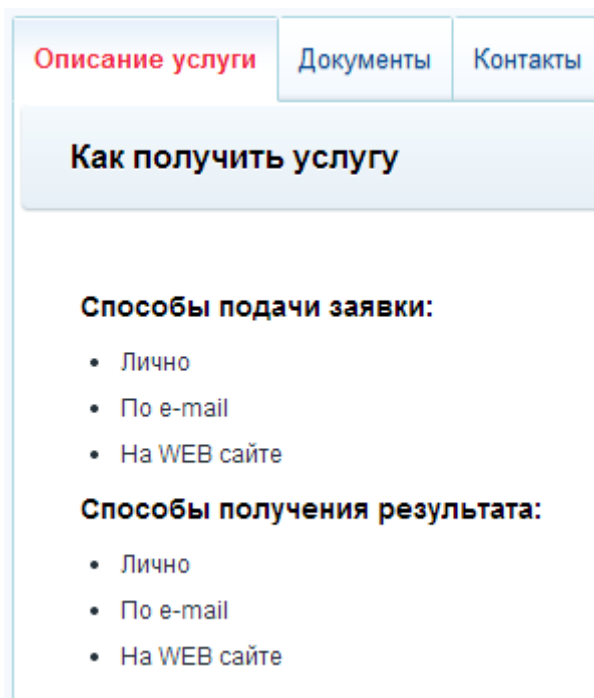 Описание услуги Документы Контакты
Как получить услугу
Способы подачи заявки:
• Лично
• По e-mail
• На WEB сайте
Способы получения результата:
• Лично
• По e-mail
• На WEB сайте